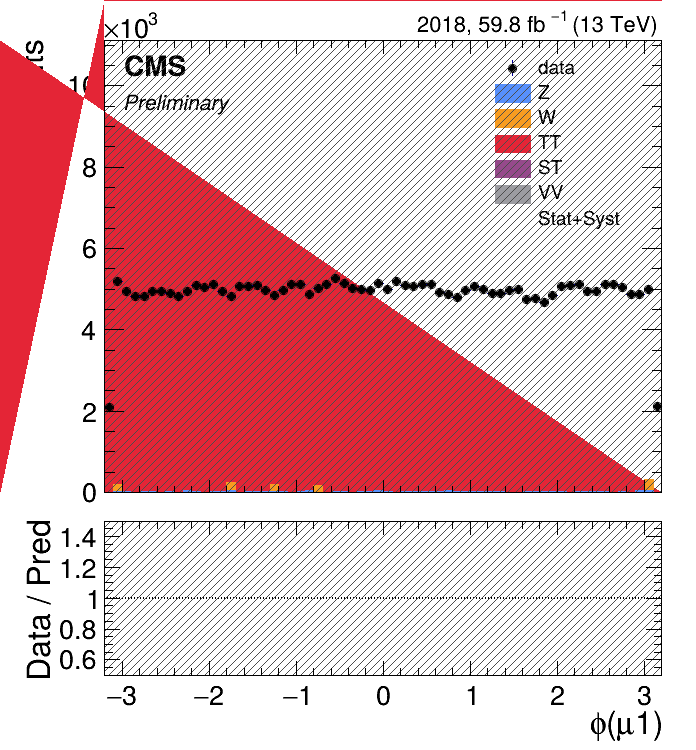 ×10³
2018, 59.8 fb⁻¹ (13 TeV)
CMS
Preliminary
data
Z
W
TT
ST
VV
Stat+Syst
8
6
4
2
0
Data / Pred
1.4
1.2
1
0.8
0.6
−3 −2 −1 0 1 2 3
ϕ(μ1)